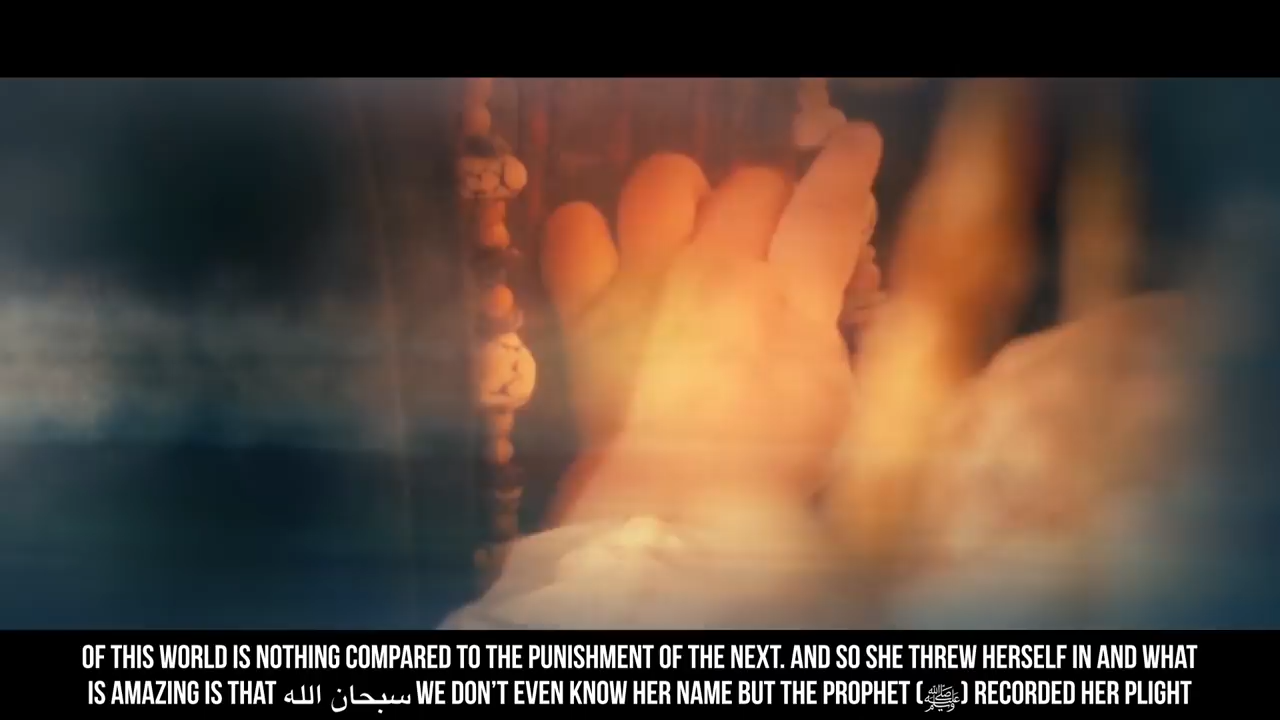 OF THIS WORLD IS NOTHING COMPARED TO THE PUNISHMENT OF THE NEXT. AND SO SHE THREW HERSELF IN AND WHAT
IS AMAZING IS THAT سبحان الله WE DON'T EVEN KNOW HER NAME BUT THE PROPHET (ﷺ) RECORDED HER PLIGHT